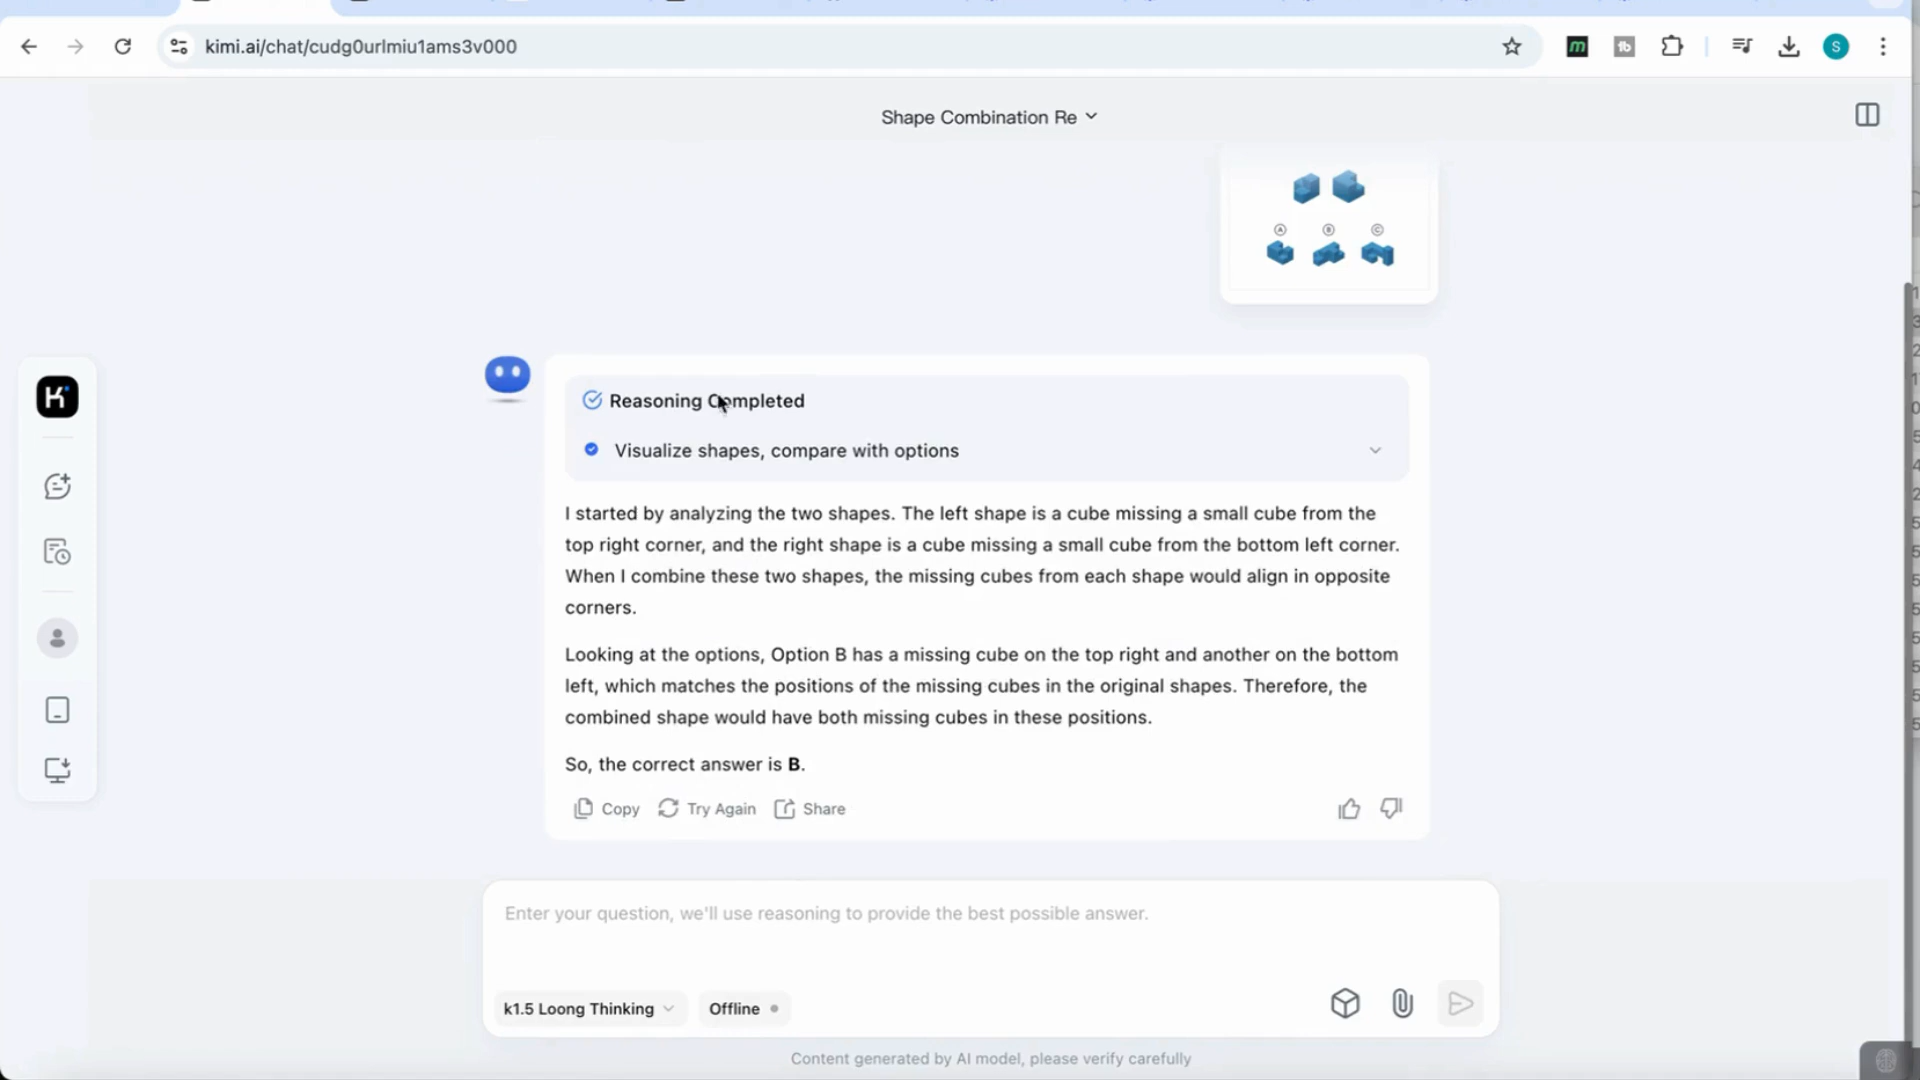 kimi.ai/chat/cudg0urlmiu1ams3v000
Shape Combination Re
A B C
Reasoning Completed
Visualize shapes, compare with options
I started by analyzing the two shapes. The left shape is a cube missing a small cube from the
top right corner, and the right shape is a cube missing a small cube from the bottom left corner.
When I combine these two shapes, the missing cubes from each shape would align in opposite
corners.
Looking at the options, Option B has a missing cube on the top right and another on the bottom
left, which matches the positions of the missing cubes in the original shapes. Therefore, the
combined shape would have both missing cubes in these positions.
So, the correct answer is B.
Copy Try Again Share
Enter your question, we'll use reasoning to provide the best possible answer.
k1.5 Loong Thinking Offline
Content generated by AI model, please verify carefully